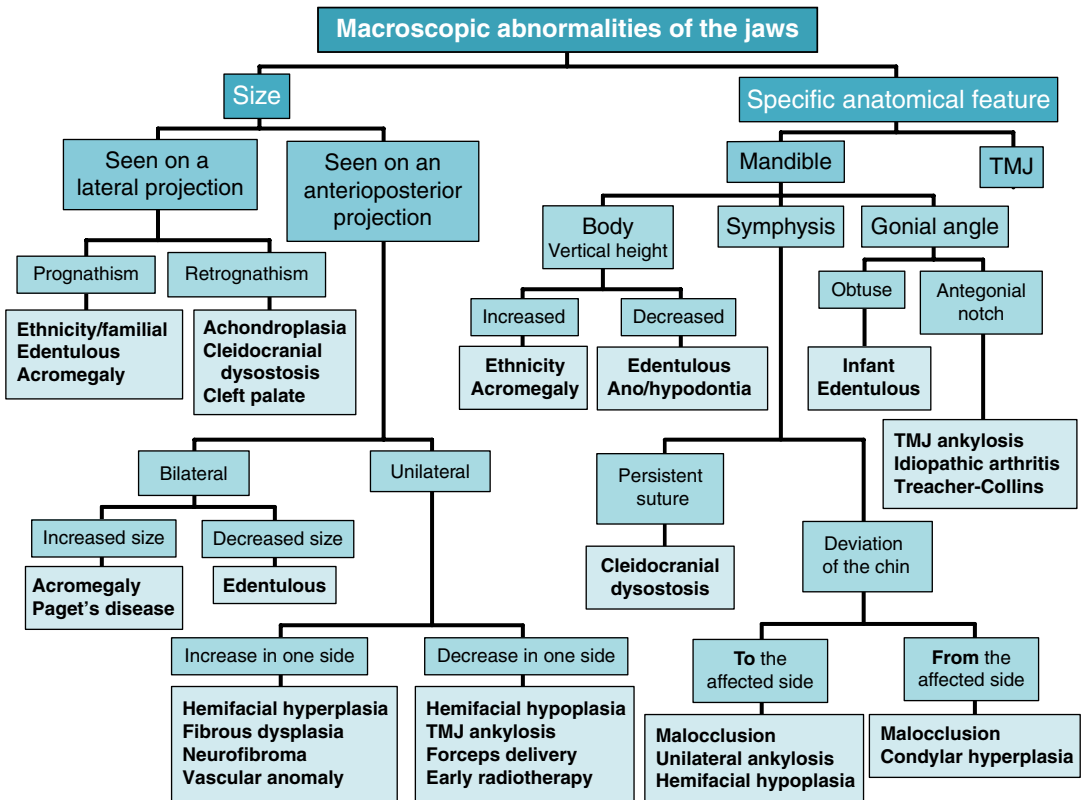 Macroscopic abnormalities of the jaws
Size
Specific anatomical feature
Seen on a
lateral projection
Seen on an
anterioposterior
projection
Mandible
TMJ
Body
Vertical height
Symphysis
Gonial angle
Prognathism
Retrognathism
Increased
Decreased
Obtuse
Antegonial
notch
Ethnicity/familial
Edentulous
Acromegaly
Achondroplasia
Cleidocranial
dysostosis
Cleft palate
Ethnicity
Acromegaly
Edentulous
Ano/hypodontia
Infant
Edentulous
TMJ ankylosis
Idiopathic arthritis
Treacher-Collins
Bilateral
Unilateral
Persistent
suture
Increased size
Decreased size
Cleidocranial
dysostosis
Deviation
of the chin
Acromegaly
Paget's disease
Edentulous
Increase in one side
Decrease in one side
To the
affected side
From the
affected side
Hemifacial hyperplasia
Fibrous dysplasia
Neurofibroma
Vascular anomaly
Hemifacial hypoplasia
TMJ ankylosis
Forceps delivery
Early radiotherapy
Malocclusion
Unilateral ankylosis
Hemifacial hypoplasia
Malocclusion
Condylar hyperplasia